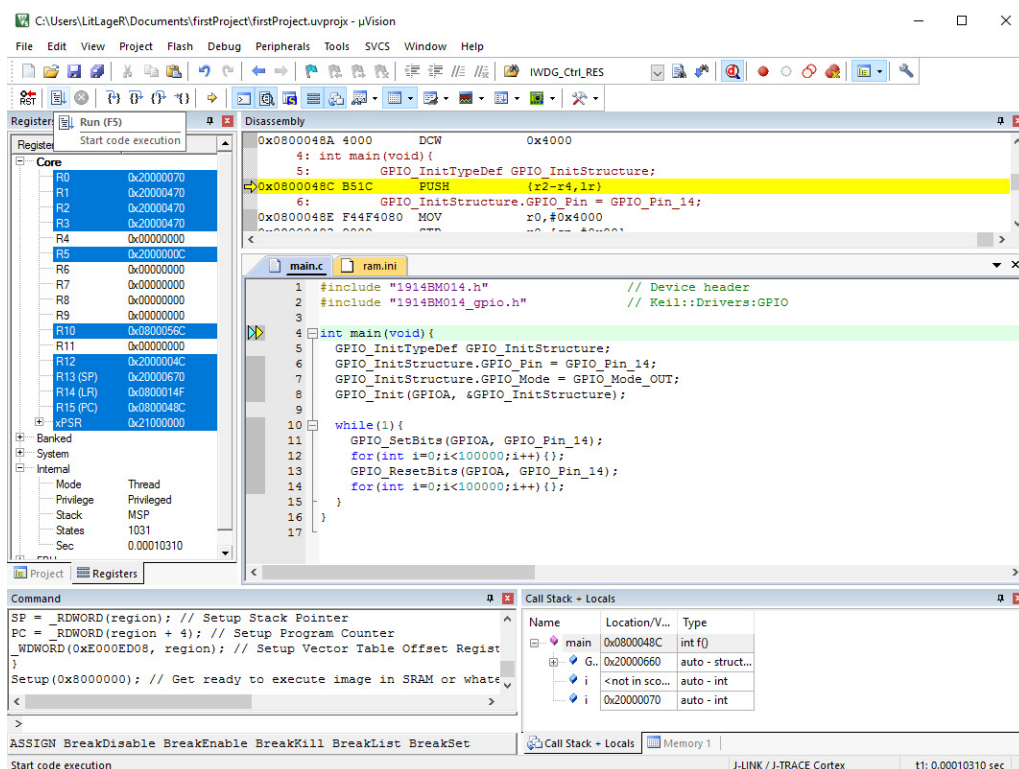 C:\Users\LitLageR\Documents\firstProject\firstProject.uvprojx - µVision
File Edit View Project Flash Debug Peripherals Tools SVCS Window Help
IWDG_Ctrl_RES
RST
Registers
Run (F5)
Start code execution
Disassembly
0x0800048A 4000 DCW 0x4000
4: int main(void){
5: GPIO_InitTypeDef GPIO_InitStructure;
0x0800048C B51C PUSH {r2-r4,lr}
6: GPIO_InitStructure.GPIO_Pin = GPIO_Pin_14;
0x0800048E F44F4080 MOV r0,#0x4000
Core
R0 0x20000070
R1 0x20000470
R2 0x20000470
R3 0x20000470
R4 0x00000000
R5 0x2000000C
R6 0x00000000
R7 0x00000000
R8 0x00000000
R9 0x00000000
R10 0x0800056C
R11 0x00000000
R12 0x2000004C
R13 (SP) 0x20000670
R14 (LR) 0x0800014F
R15 (PC) 0x0800048C
xPSR 0x21000000
Banked
System
Internal
Mode Thread
Privilege Privileged
Stack MSP
States 1031
Sec 0.00010310
Project Registers
main.c ram.ini
1 #include "1914BM014.h" // Device header
2 #include "1914BM014_gpio.h" // Keil::Drivers:GPIO
3
4 int main(void){
5 GPIO_InitTypeDef GPIO_InitStructure;
6 GPIO_InitStructure.GPIO_Pin = GPIO_Pin_14;
7 GPIO_InitStructure.GPIO_Mode = GPIO_Mode_OUT;
8 GPIO_Init(GPIOA, &GPIO_InitStructure);
9
10 while(1){
11 GPIO_SetBits(GPIOA, GPIO_Pin_14);
12 for(int i=0;i<100000;i++){};
13 GPIO_ResetBits(GPIOA, GPIO_Pin_14);
14 for(int i=0;i<100000;i++){};
15 }
16 }
17
Command
SP = _RDWORD(region); // Setup Stack Pointer
PC = _RDWORD(region + 4); // Setup Program Counter
_WDWORD(0xE000ED08, region); // Setup Vector Table Offset Regist
}
Setup(0x8000000); // Get ready to execute image in SRAM or whate
>
ASSIGN BreakDisable BreakEnable BreakKill BreakList BreakSet
Call Stack + Locals
Name Location/V... Type
main 0x0800048C int f()
G.. 0x20000660 auto - struct...
i <not in sco... auto - int
i 0x20000070 auto - int
Call Stack + Locals Memory 1
Start code execution J-LINK / J-TRACE Cortex t1: 0.00010310 sec